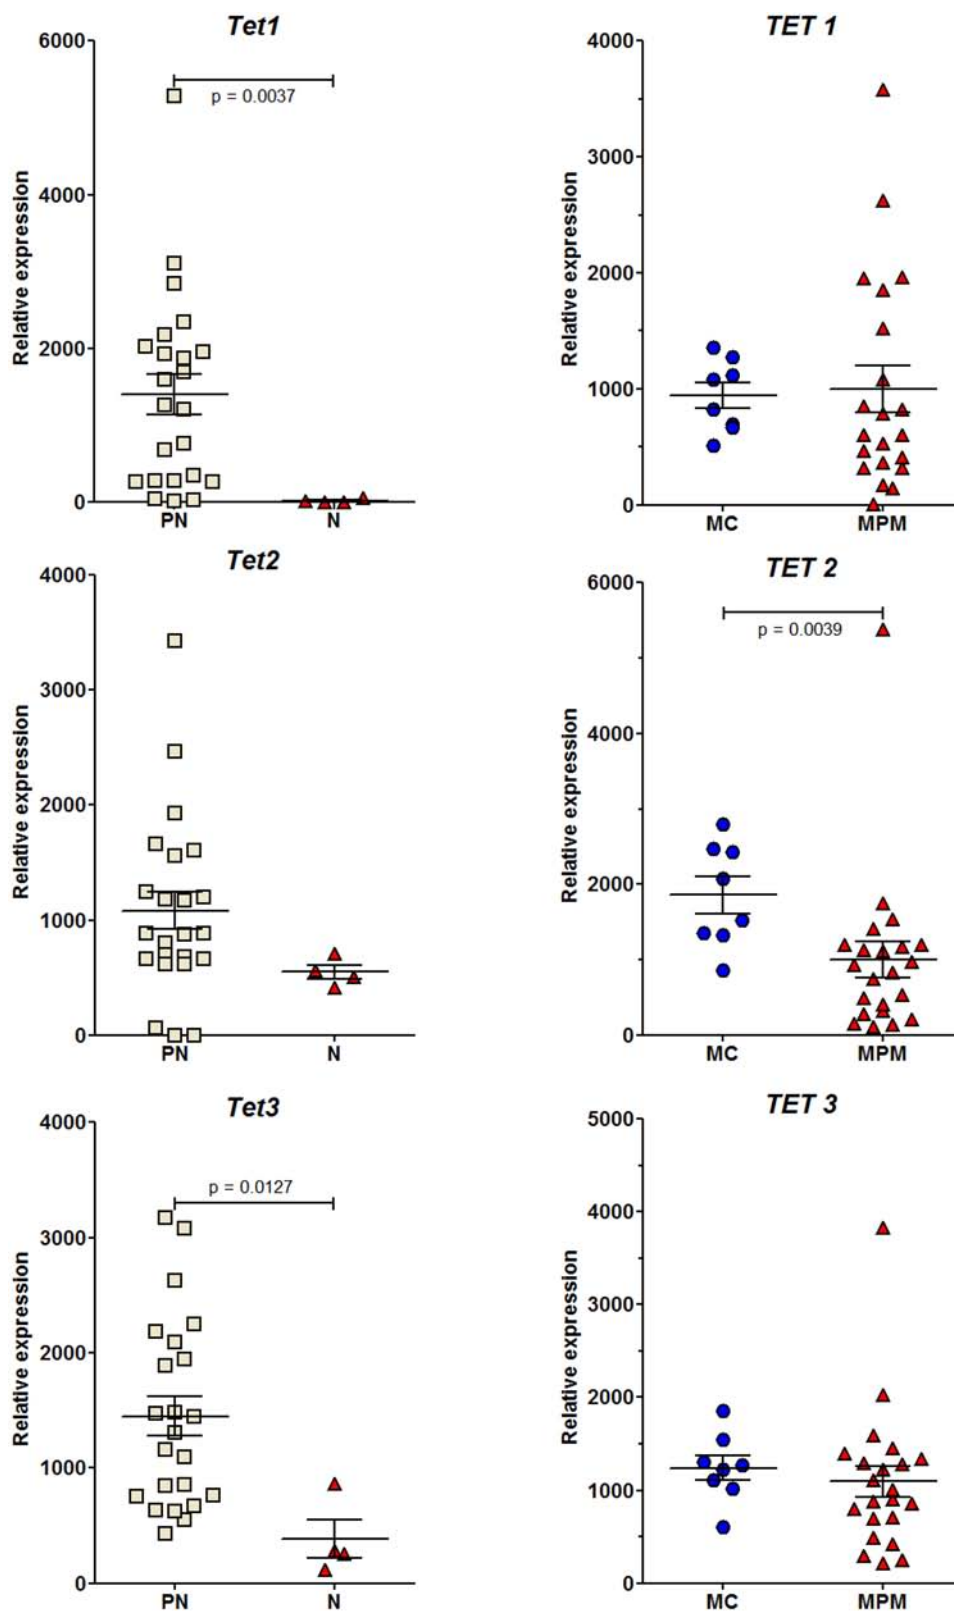 Tet1
6000
4000
2000
0
Relative expression
p = 0.0037
PN N
TET 1
4000
3000
2000
1000
0
Relative expression
MC MPM
Tet2
4000
3000
2000
1000
0
Relative expression
PN N
TET 2
6000
4000
2000
0
Relative expression
p = 0.0039
MC MPM
Tet3
4000
3000
2000
1000
0
Relative expression
p = 0.0127
PN N
TET 3
5000
4000
3000
2000
1000
0
Relative expression
MC MPM